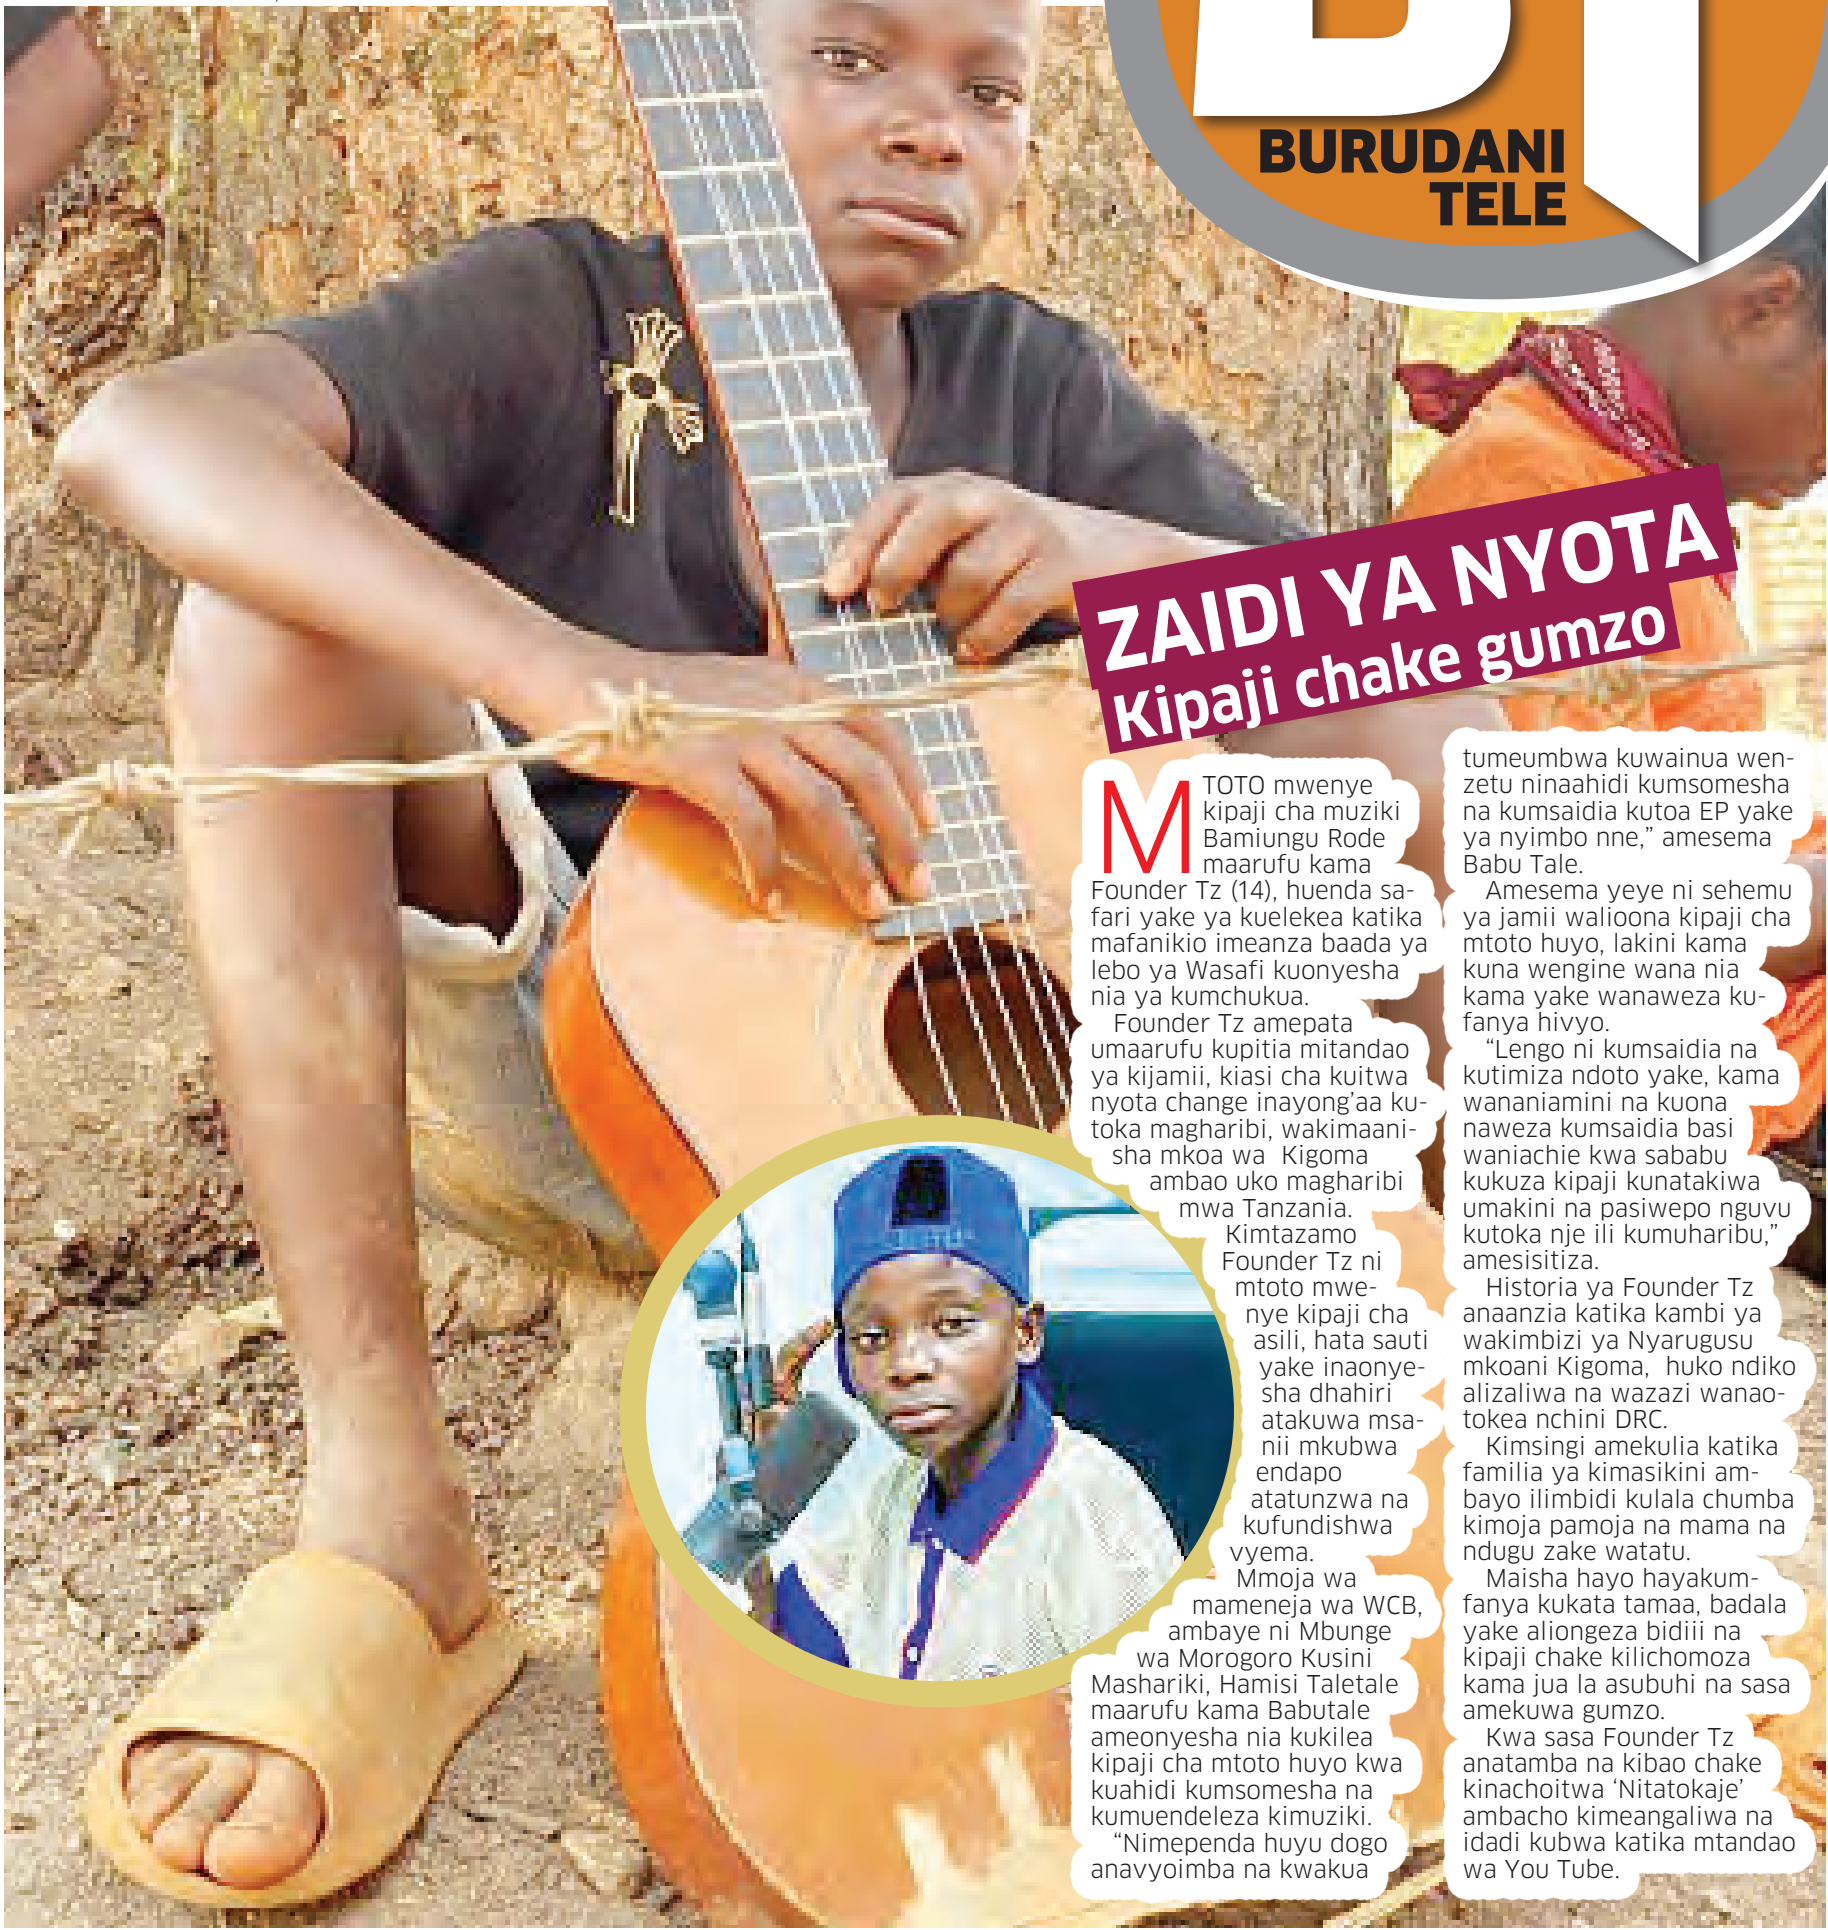 BT
BURUDANI
TELE
ZAIDI YA NYOTA
Kipaji chake gumzo
MTOTO mwenye
kipaji cha muziki
Bamiungu Rode
maarufu kama
Founder Tz (14), huenda sa-
fari yake ya kuelekea katika
mafanikio imeanza baada ya
lebo ya Wasafi kuonyesha
nia ya kumchukua.
Founder Tz amepata
umaarufu kupitia mitandao
ya kijamii, kiasi cha kuitwa
nyota change inayong’aa ku-
toka magharibi, wakimaani-
sha mkoa wa Kigoma
ambao uko magharibi
mwa Tanzania.
Kimtazamo
Founder Tz ni
mtoto mwe-
nye kipaji cha
asili, hata sauti
yake inaonye-
sha dhahiri
atakuwa msa-
nii mkubwa
endapo
atatunzwa na
kufundishwa
vyema.
Mmoja wa
mameneja wa WCB,
ambaye ni Mbunge
wa Morogoro Kusini
Mashariki, Hamisi Taletale
maarufu kama Babutale
ameonyesha nia kukilea
kipaji cha mtoto huyo kwa
kuahidi kumsomesha na
kumuendeleza kimuziki.
“Nimependa huyu dogo
anavyoimba na kwakua
tumeumbwa kuwainua wen-
zetu ninaahidi kumsomesha
na kumsaidia kutoa EP yake
ya nyimbo nne,” amesema
Babu Tale.
Amesema yeye ni sehemu
ya jamii walioona kipaji cha
mtoto huyo, lakini kama
kuna wengine wana nia
kama yake wanaweza ku-
fanya hivyo.
“Lengo ni kumsaidia na
kutimiza ndoto yake, kama
wananiamini na kuona
naweza kumsaidia basi
waniachie kwa sababu
kukuza kipaji kunatakiwa
umakini na pasiwepo nguvu
kutoka nje ili kumuharibu,”
amesisitiza.
Historia ya Founder Tz
anaanzia katika kambi ya
wakimbizi ya Nyarugusu
mkoani Kigoma, huko ndiko
alizaliwa na wazazi wanao-
tokea nchini DRC.
Kimsingi amekulia katika
familia ya kimasikini am-
bayo ilimbidi kulala chumba
kimoja pamoja na mama na
ndugu zake watatu.
Maisha hayo hayakum-
fanya kukata tamaa, badala
yake aliongeza bidiii na
kipaji chake kilichomoza
kama jua la asubuhi na sasa
amekuwa gumzo.
Kwa sasa Founder Tz
anatamba na kibao chake
kinachoitwa ‘Nitatokaje’
ambacho kimeangaliwa na
idadi kubwa katika mtandao
wa You Tube.